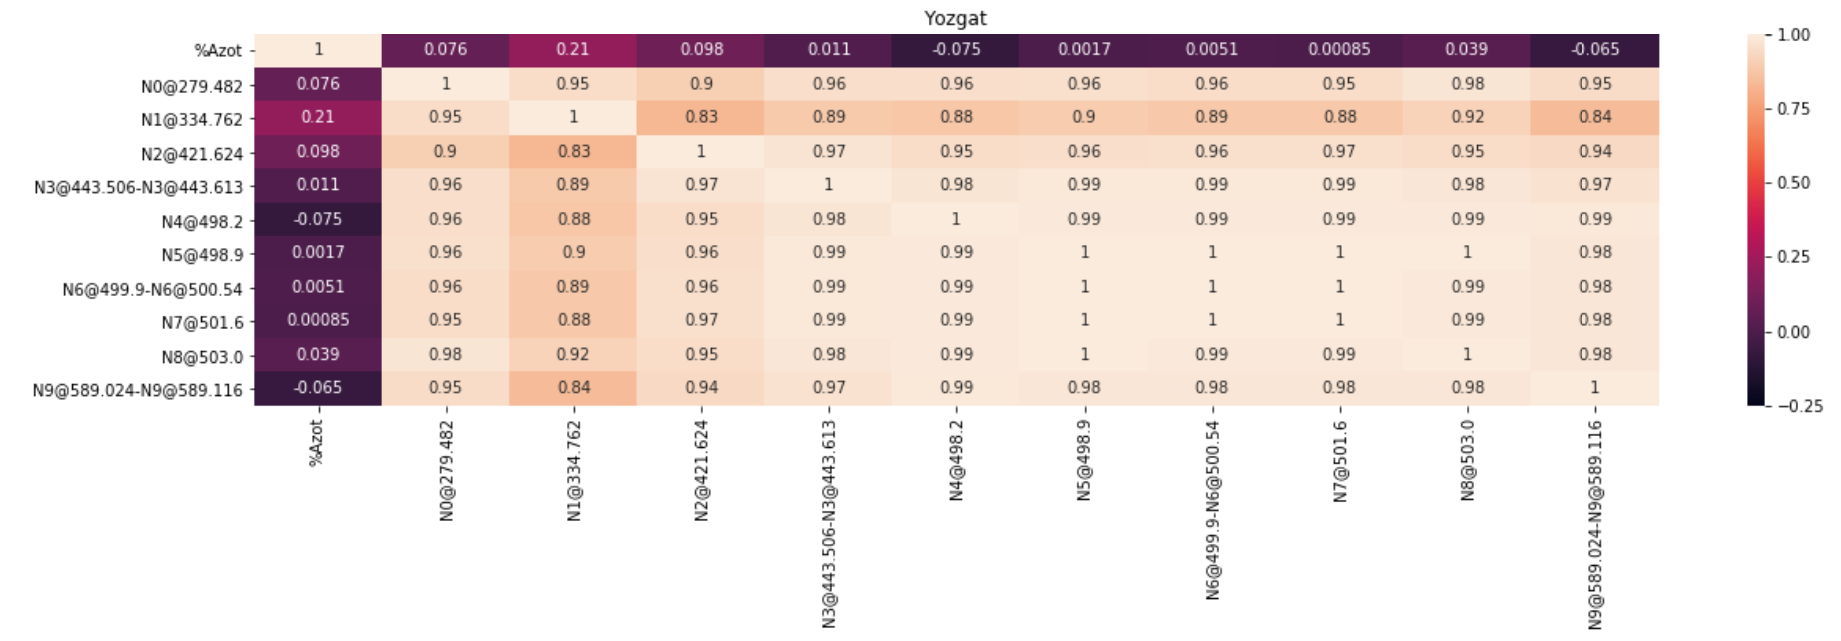 Yozgat
%Azot 1 0.076 0.21 0.098 0.011 -0.075 0.0017 0.0051 0.00085 0.039 -0.065
N0@279.482 0.076 1 0.95 0.9 0.96 0.96 0.96 0.96 0.95 0.98 0.95
N1@334.762 0.21 0.95 1 0.83 0.89 0.88 0.9 0.89 0.88 0.92 0.84
N2@421.624 0.098 0.9 0.83 1 0.97 0.95 0.96 0.96 0.97 0.95 0.94
N3@443.506-N3@443.613 0.011 0.96 0.89 0.97 1 0.98 0.99 0.99 0.99 0.98 0.97
N4@498.2 -0.075 0.96 0.88 0.95 0.98 1 0.99 0.99 0.99 0.99 0.99
N5@498.9 0.0017 0.96 0.9 0.96 0.99 0.99 1 1 1 1 0.98
N6@499.9-N6@500.54 0.0051 0.96 0.89 0.96 0.99 0.99 1 1 1 0.99 0.98
N7@501.6 0.00085 0.95 0.88 0.97 0.99 0.99 1 1 1 0.99 0.98
N8@503.0 0.039 0.98 0.92 0.95 0.98 0.99 1 0.99 0.99 1 0.98
N9@589.024-N9@589.116 -0.065 0.95 0.84 0.94 0.97 0.99 0.98 0.98 0.98 0.98 1
%Azot
N0@279.482
N1@334.762
N2@421.624
N3@443.506-N3@443.613
N4@498.2
N5@498.9
N6@499.9-N6@500.54
N7@501.6
N8@503.0
N9@589.024-N9@589.116
1.00
0.75
0.50
0.25
0.00
−0.25